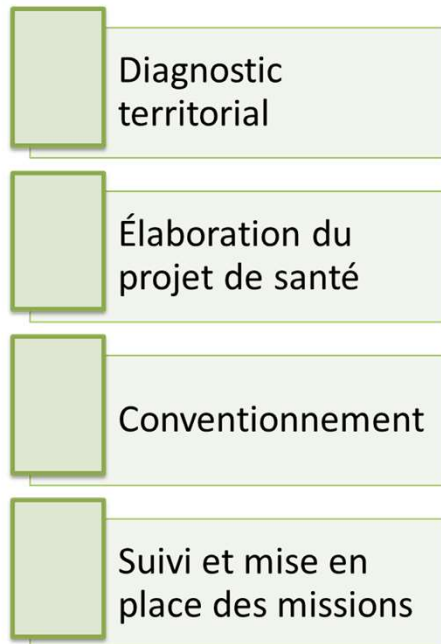 Diagnostic
territorial
Élaboration du
projet de santé
Conventionnement
Suivi et mise en
place des missions